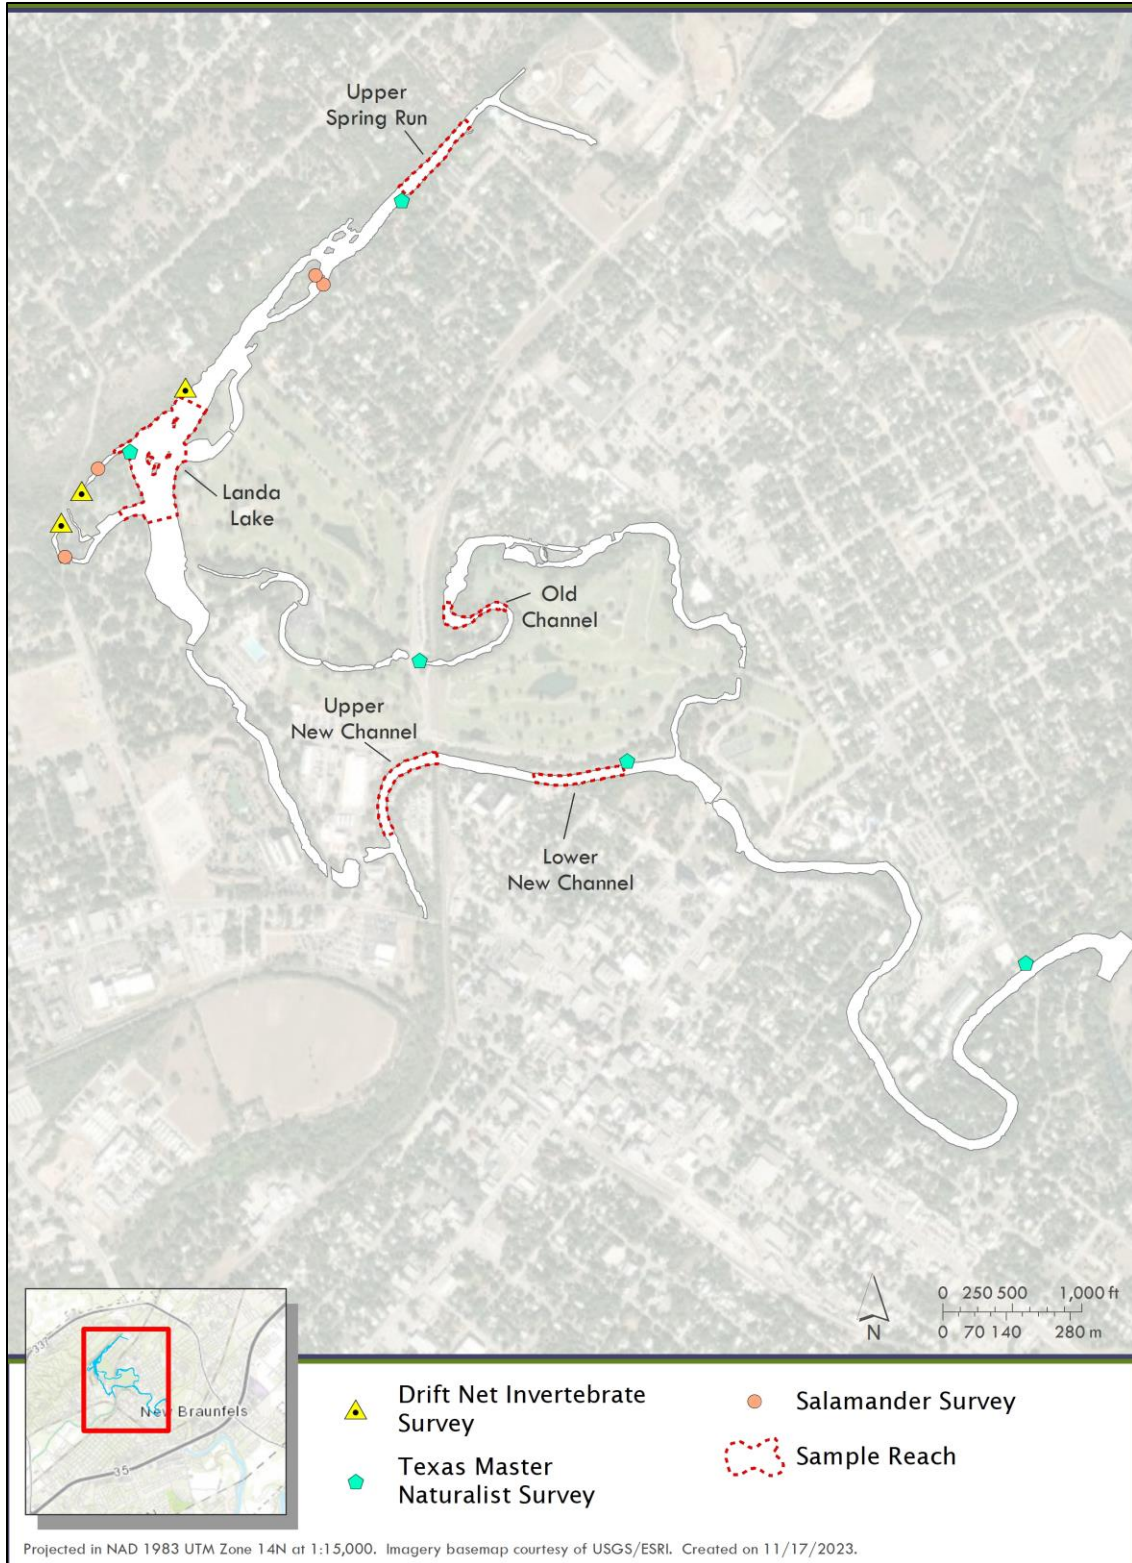 Upper
Spring Run
Landa
Lake
Old
Channel
Upper
New Channel
Lower
New Channel
N
0 250 500 1,000 ft
0 70 140 280 m
337
New Braunfels
35
Drift Net Invertebrate
Survey
Texas Master
Naturalist Survey
Salamander Survey
Sample Reach
Projected in NAD 1983 UTM Zone 14N at 1:15,000. Imagery basemap courtesy of USGS/ESRI. Created on 11/17/2023.